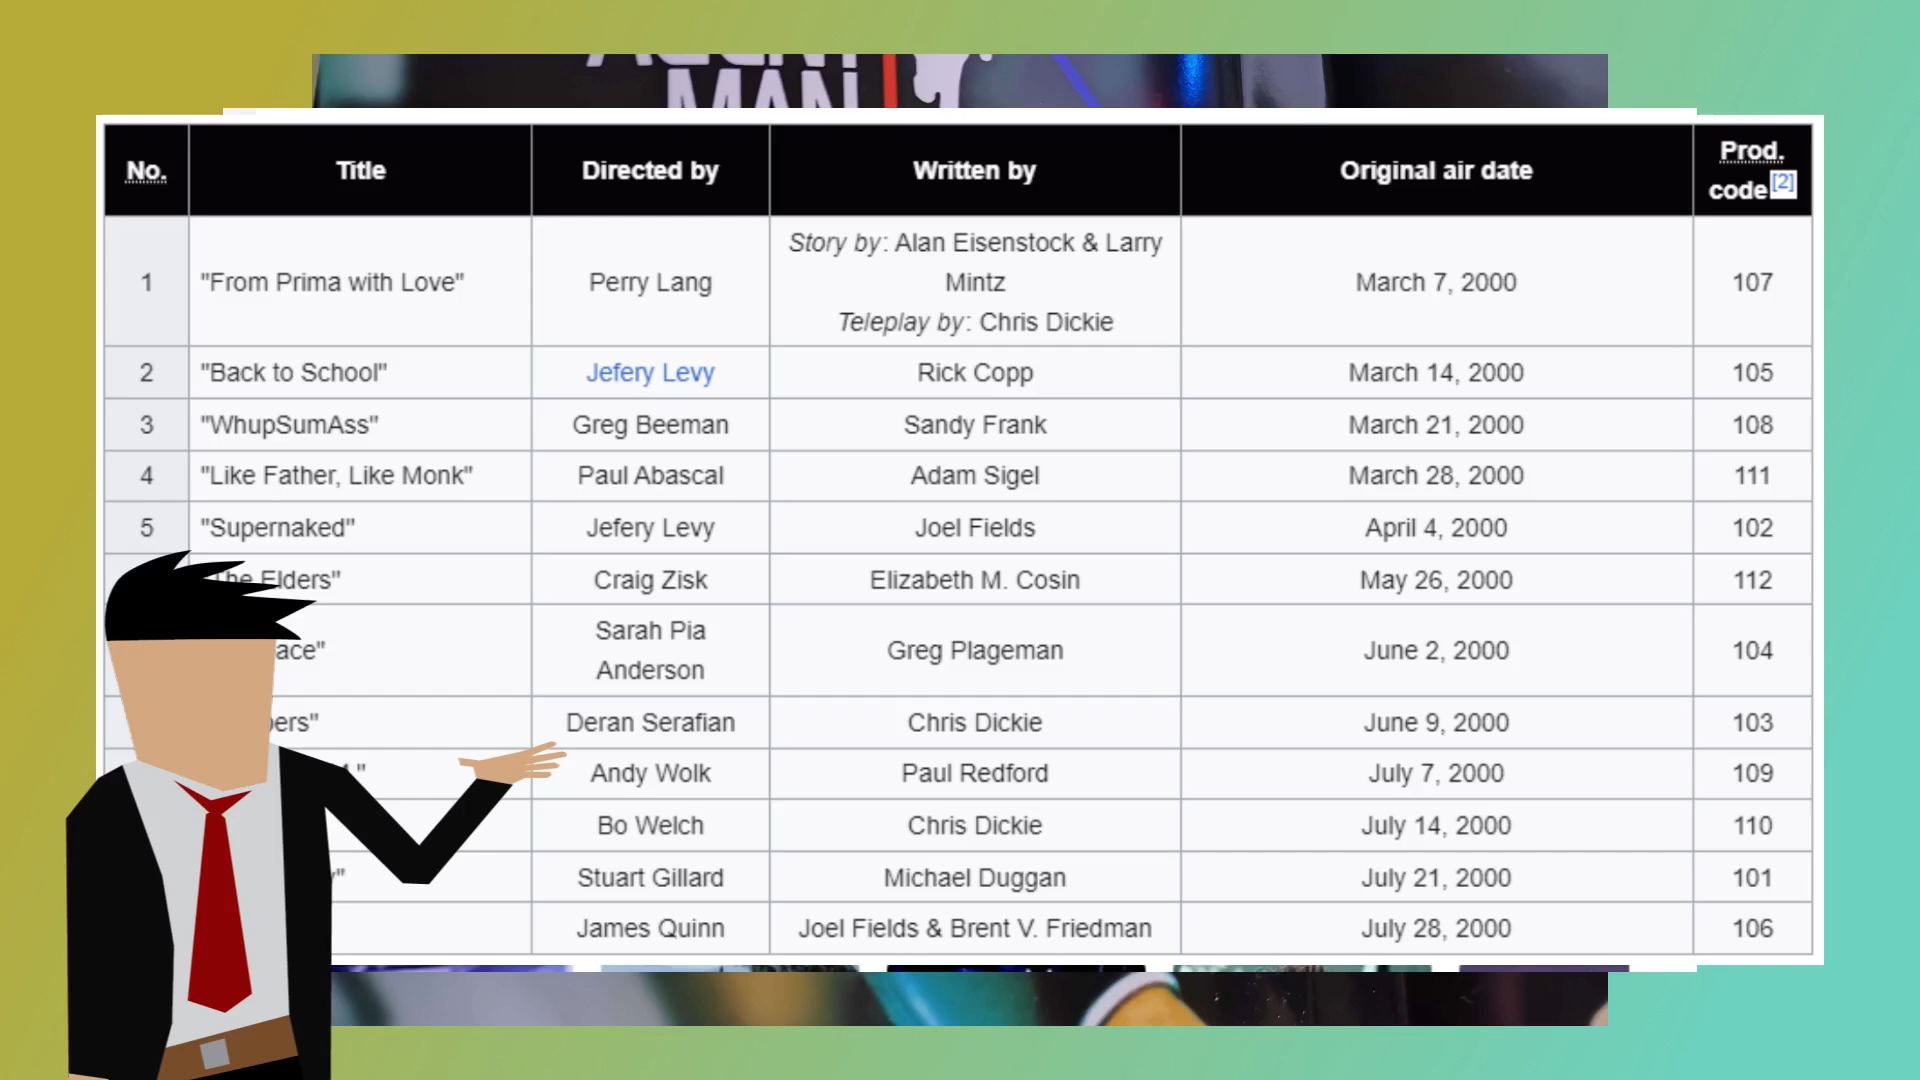 MAN
No. Title Directed by Written by Original air date Prod. code[2]
1 "From Prima with Love" Perry Lang Story by: Alan Eisenstock & Larry Mintz Teleplay by: Chris Dickie March 7, 2000 107
2 "Back to School" Jefery Levy Rick Copp March 14, 2000 105
3 "WhupSumAss" Greg Beeman Sandy Frank March 21, 2000 108
4 "Like Father, Like Monk" Paul Abascal Adam Sigel March 28, 2000 111
5 "Supernaked" Jefery Levy Joel Fields April 4, 2000 102
Elders" Craig Zisk Elizabeth M. Cosin May 26, 2000 112
Sarah Pia Anderson Greg Plageman June 2, 2000 104
Deran Serafian Chris Dickie June 9, 2000 103
Andy Wolk Paul Redford July 7, 2000 109
Bo Welch Chris Dickie July 14, 2000 110
Stuart Gillard Michael Duggan July 21, 2000 101
James Quinn Joel Fields & Brent V. Friedman July 28, 2000 106